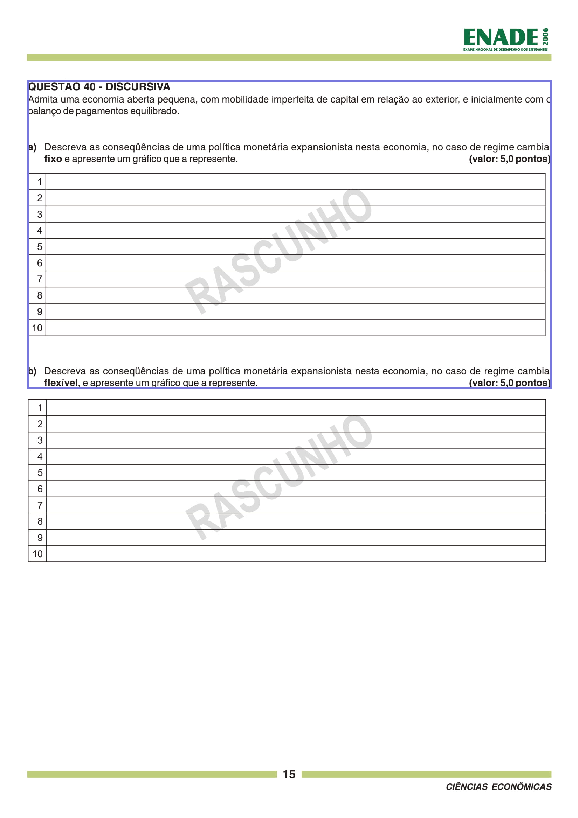 ENADE 2006
EXAME NACIONAL DE DESEMPENHO DOS ESTUDANTES
QUESTÃO 40 - DISCURSIVA
Admita uma economia aberta pequena, com mobilidade imperfeita de capital em relação ao exterior, e inicialmente com o
balanço de pagamentos equilibrado.
a) Descreva as conseqüências de uma política monetária expansionista nesta economia, no caso de regime cambia
fixo e apresente um gráfico que a represente. (valor: 5,0 pontos)
1
2
3
4
5
6
7
8
9
10
RASCUNHO
b) Descreva as conseqüências de uma política monetária expansionista nesta economia, no caso de regime cambia
flexível, e apresente um gráfico que a represente. (valor: 5,0 pontos)
1
2
3
4
5
6
7
8
9
10
RASCUNHO
15
CIÊNCIAS ECONÔMICAS